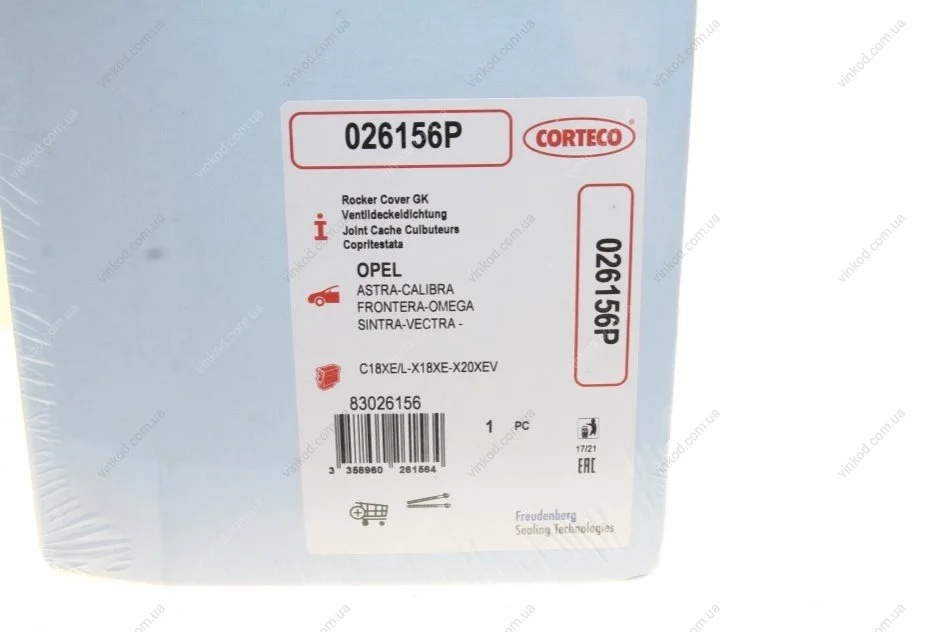 026156P
CORTECO
Rocker Cover GK
Ventildeckeldichtung
Joint Cache Culbuteurs
Copritestata
026156P
OPEL
ASTRA-CALIBRA
FRONTERA-OMEGA
SINTRA-VECTRA -
C18XE/L-X18XE-X20XEV
83026156
1 PC
3 358960 261564
17/21
EAC
Freudenberg
Sealing Technologies
vinkod.com.ua